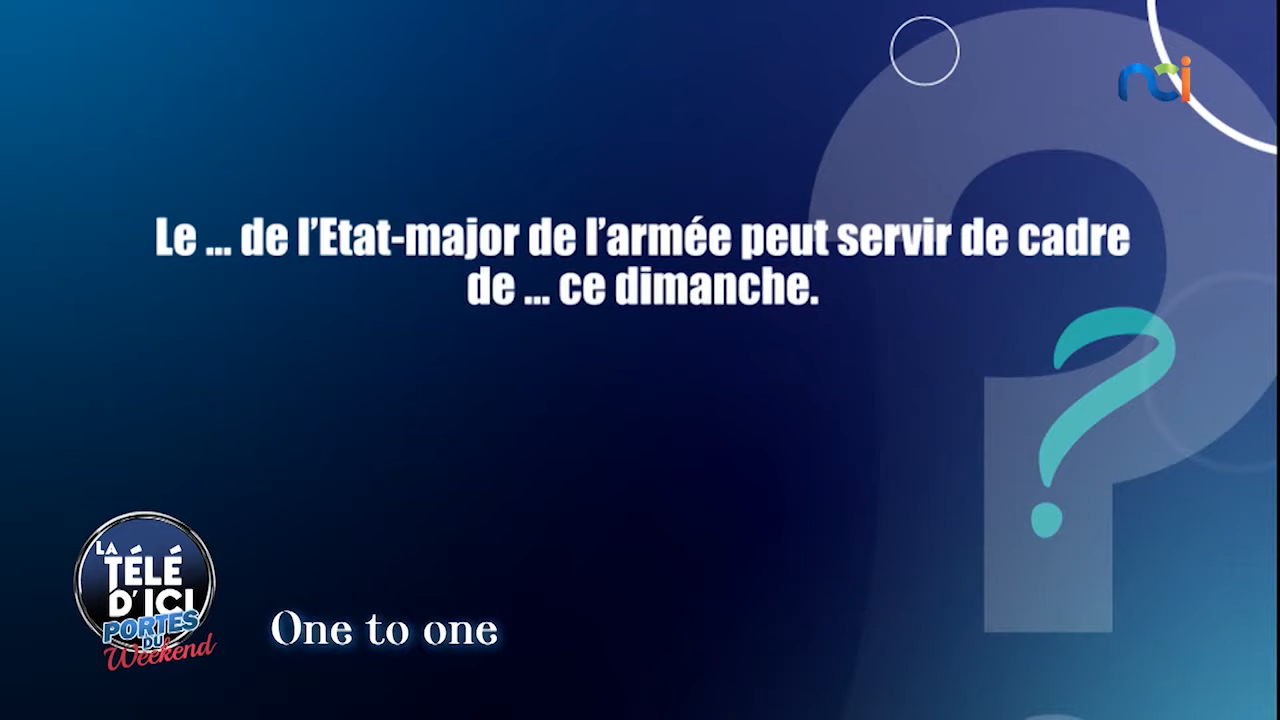 nci
Le ... de l’Etat-major de l’armée peut servir de cadre
de ... ce dimanche.
LA
TÉLÉ
D’ICI
PORTES
DU
Weekend
One to one